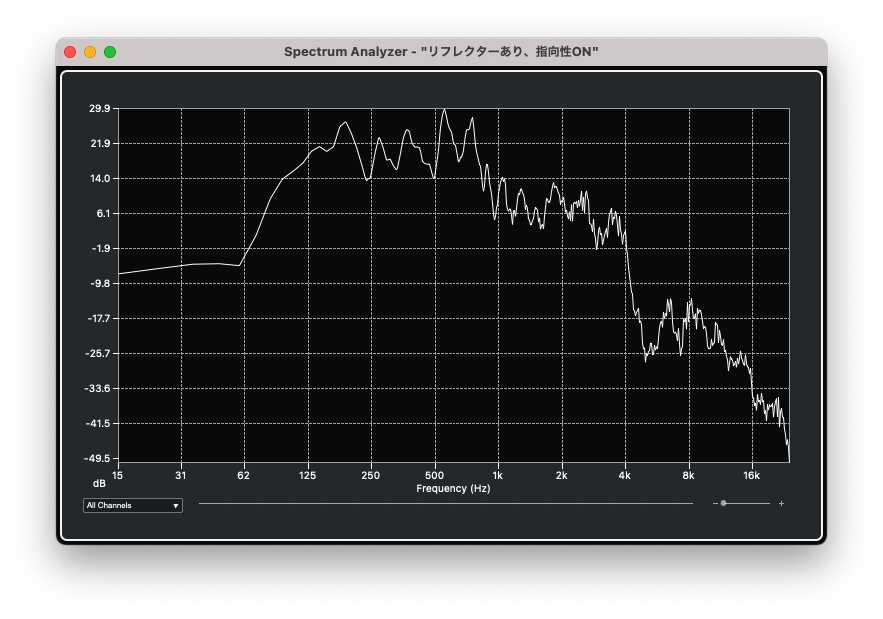 Spectrum Analyzer - "リフレクターあり、指向性ON"
29.9
21.9
14.0
6.1
-1.9
-9.8
-17.7
-25.7
-33.6
-41.5
-49.5
15 31 62 125 250 500 1k 2k 4k 8k 16k
dB
Frequency (Hz)
All Channels
- +